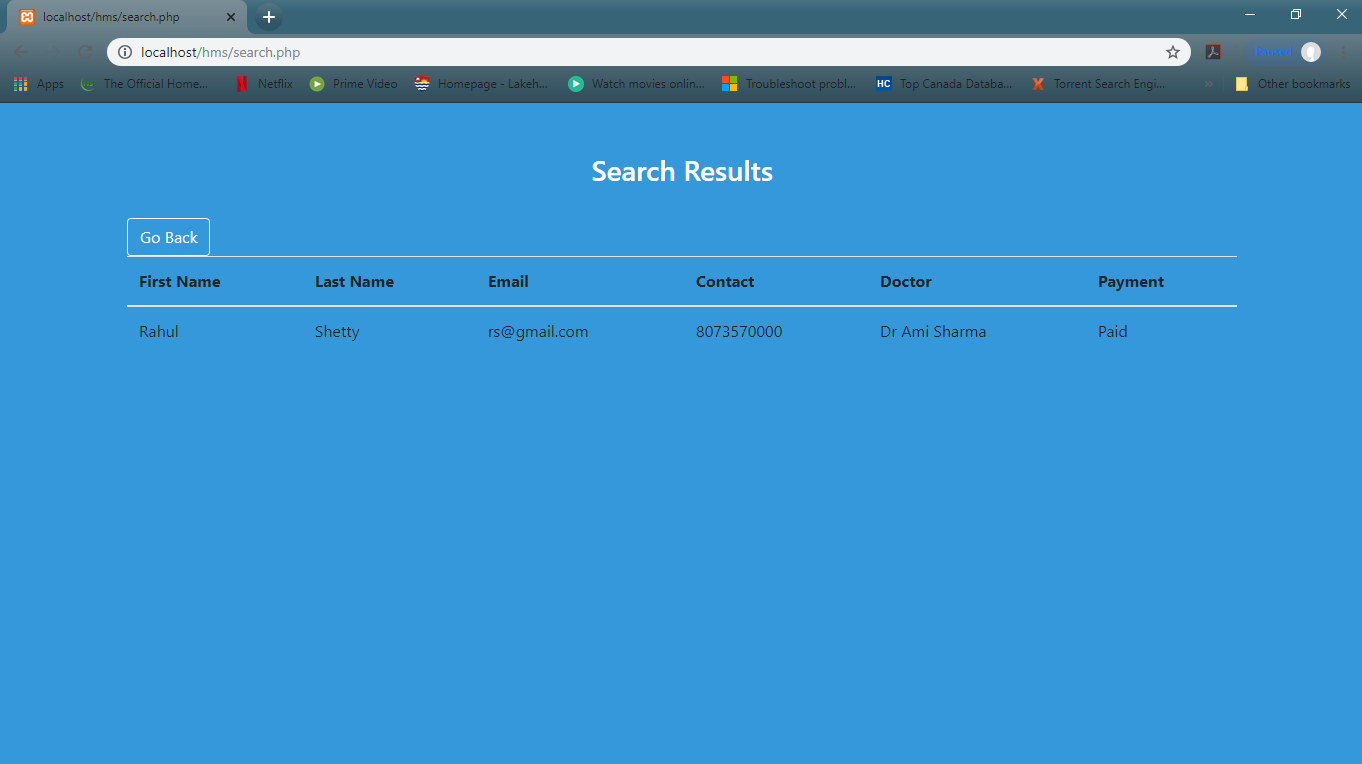 localhost/hms/search.php
localhost/hms/search.php Paused
Apps The Official Home... Netflix Prime Video Homepage - Lakeh... Watch movies onlin... Troubleshoot probl... HC Top Canada Databa... Torrent Search Engi... » Other bookmarks
Search Results
Go Back
First Name Last Name Email Contact Doctor Payment
Rahul Shetty rs@gmail.com 8073570000 Dr Ami Sharma Paid